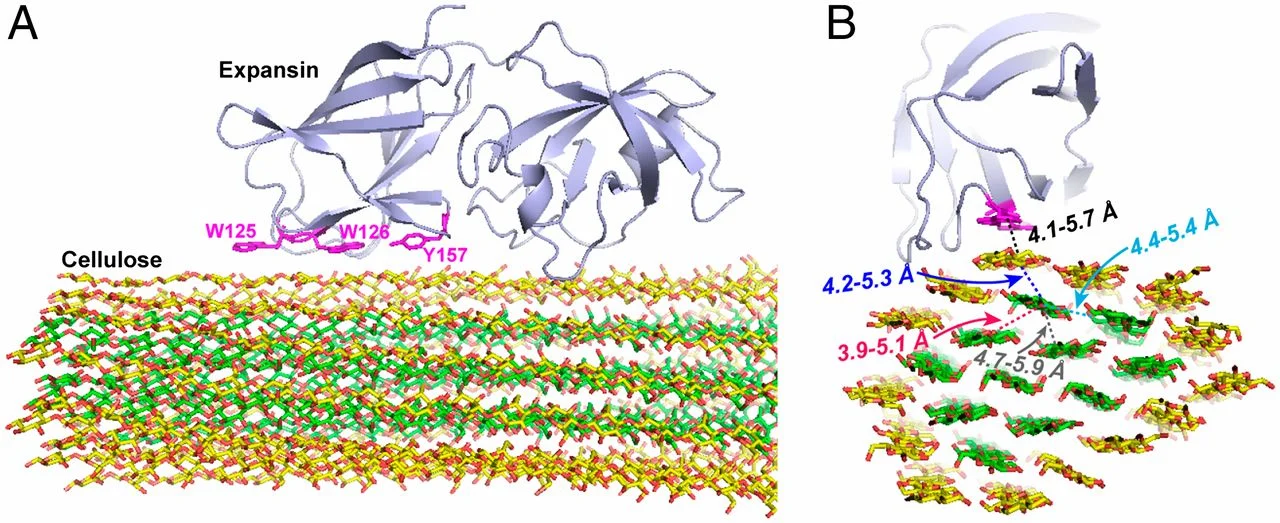 A
B
Expansin
W125
W126
Y157
Cellulose
4.1-5.7 Å
4.4-5.4 Å
4.2-5.3 Å
3.9-5.1 Å
4.7-5.9 Å